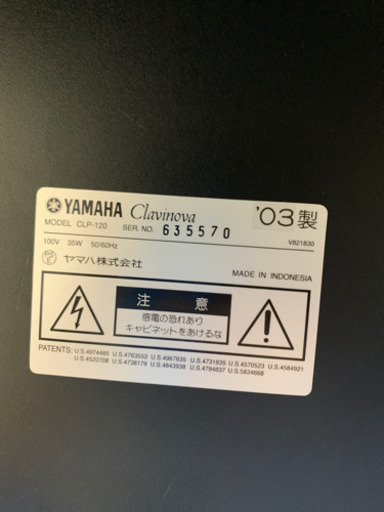 YAMAHA Clavinova '03製
MODEL CLP-120 SER. NO. 635570
100V 35W 50/60Hz V821830
ヤマハ株式会社
MADE IN INDONESIA
注 意
感電の恐れあり
キャビネットをあけるな
PATENTS: U.S.4974485 U.S.4763553 U.S.4967635 U.S.4731835 U.S.4570523 U.S.4584921
U.S.4520708 U.S.4738179 U.S.4843938 U.S.4794837 U.S.5834668